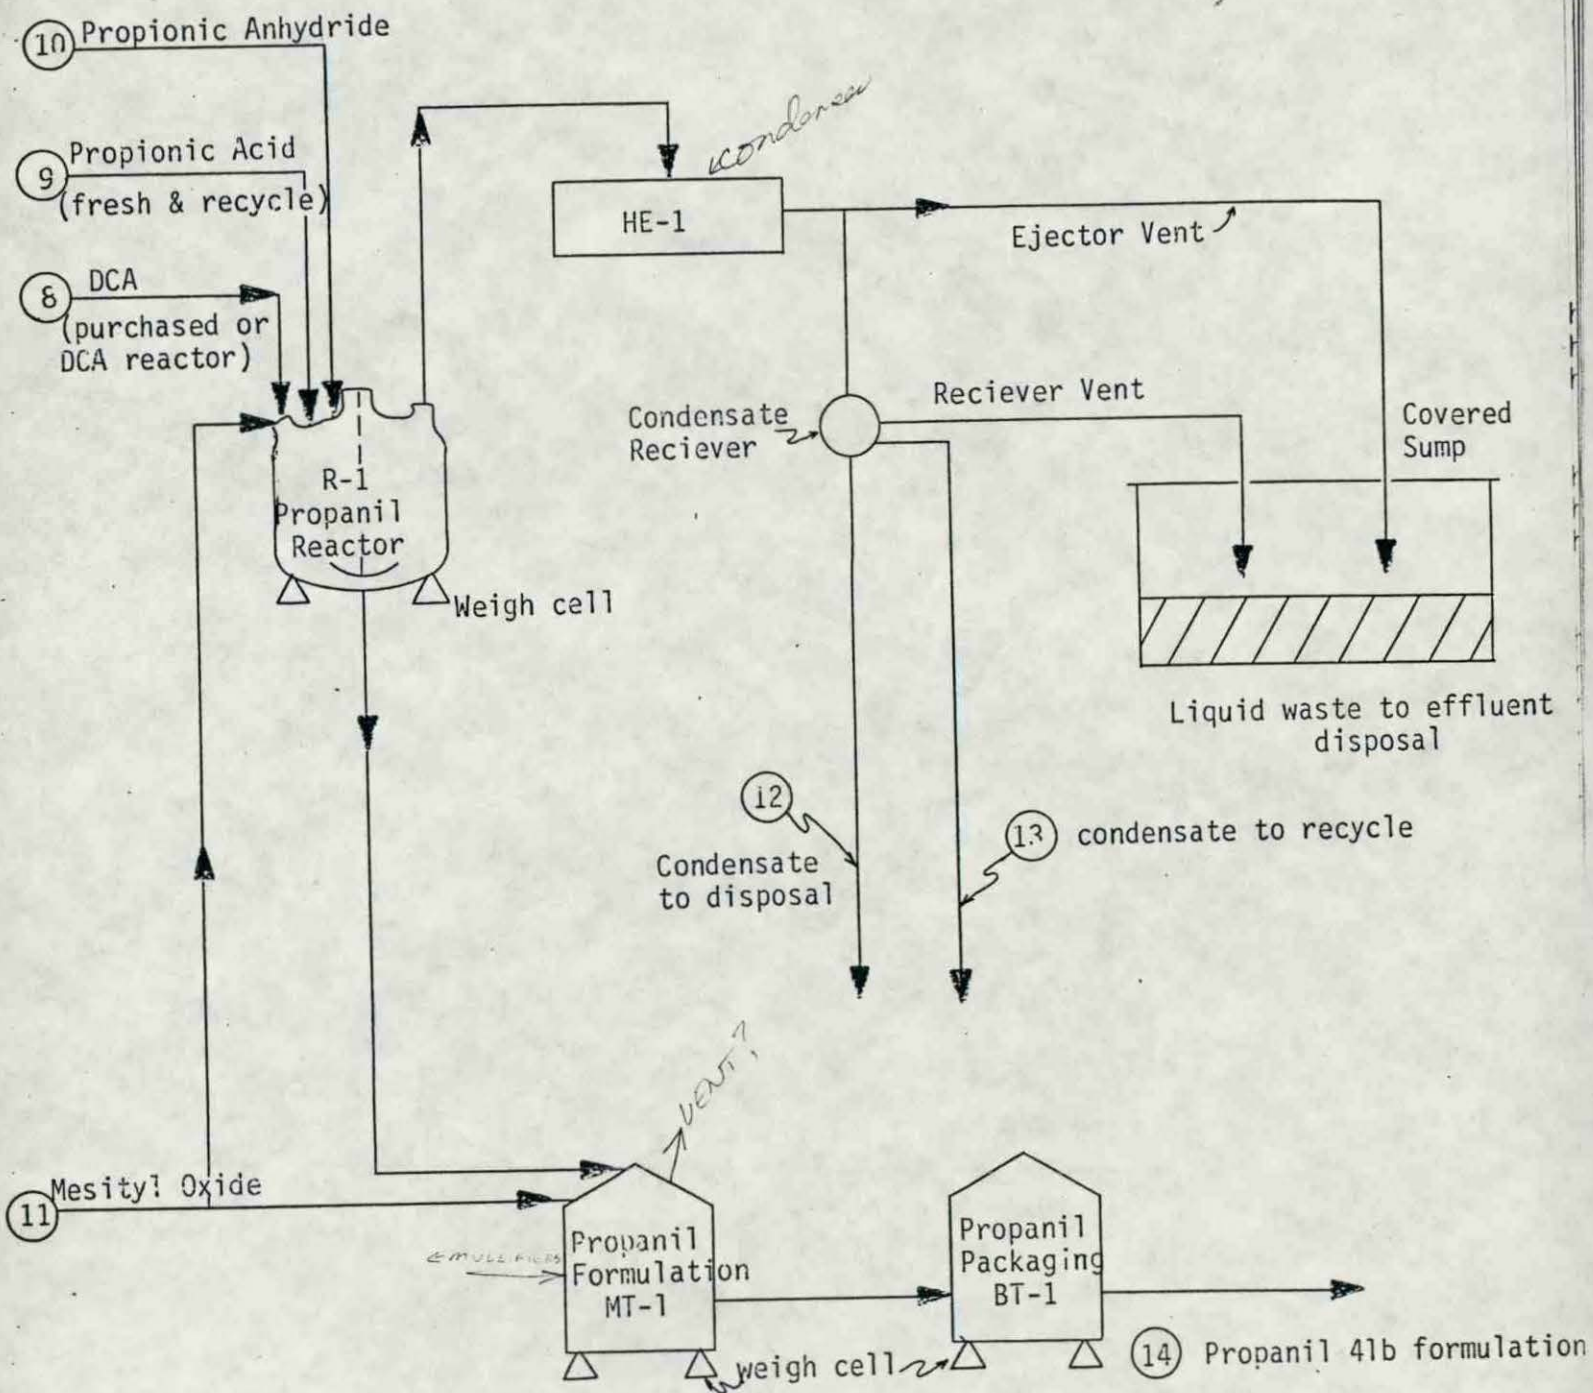 10 Propionic Anhydride
9 Propionic Acid
(fresh & recycle)
8 DCA
(purchased or
DCA reactor)
condenser
HE-1
Ejector Vent
Condensate
Reciever
Reciever Vent
Covered
Sump
R-1
Propanil
Reactor
Weigh cell
Liquid waste to effluent
disposal
12
Condensate
to disposal
13 condensate to recycle
VENT?
11 Mesityl Oxide
Propanil
Formulation
MT-1
Propanil
Packaging
BT-1
weigh cell
14 Propanil 4lb formulation